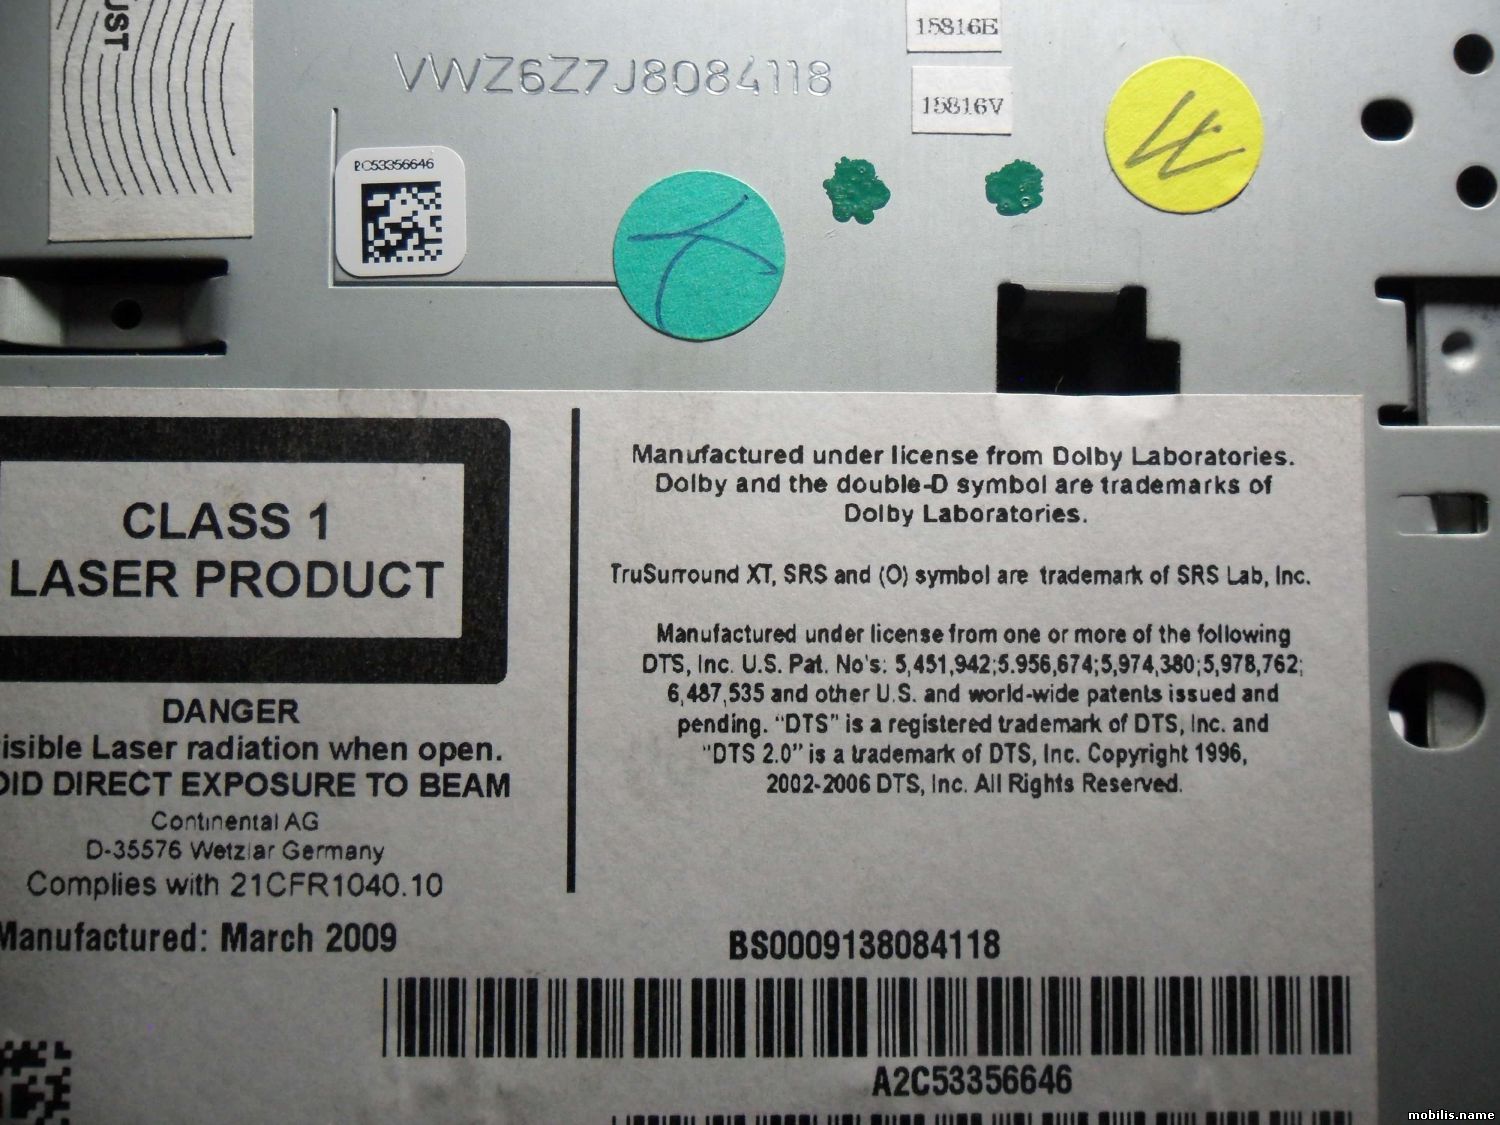 UST
VWZ6Z7J8084118
15816E
15816V
PC53356646
CLASS 1
LASER PRODUCT
DANGER
isible Laser radiation when open.
OID DIRECT EXPOSURE TO BEAM
Continental AG
D-35576 Wetzlar Germany
Complies with 21CFR1040.10
Manufactured: March 2009
Manufactured under license from Dolby Laboratories.
Dolby and the double-D symbol are trademarks of
Dolby Laboratories.
TruSurround XT, SRS and (O) symbol are trademark of SRS Lab, Inc.
Manufactured under license from one or more of the following
DTS, Inc. U.S. Pat. No's: 5,451,942;5.956,674;5,974,380;5,978,762;
6,487,535 and other U.S. and world-wide patents issued and
pending. "DTS" is a registered trademark of DTS, Inc. and
"DTS 2.0" is a trademark of DTS, Inc. Copyright 1996,
2002-2006 DTS, Inc. All Rights Reserved.
BS0009138084118
A2C53356646
mobilis.name